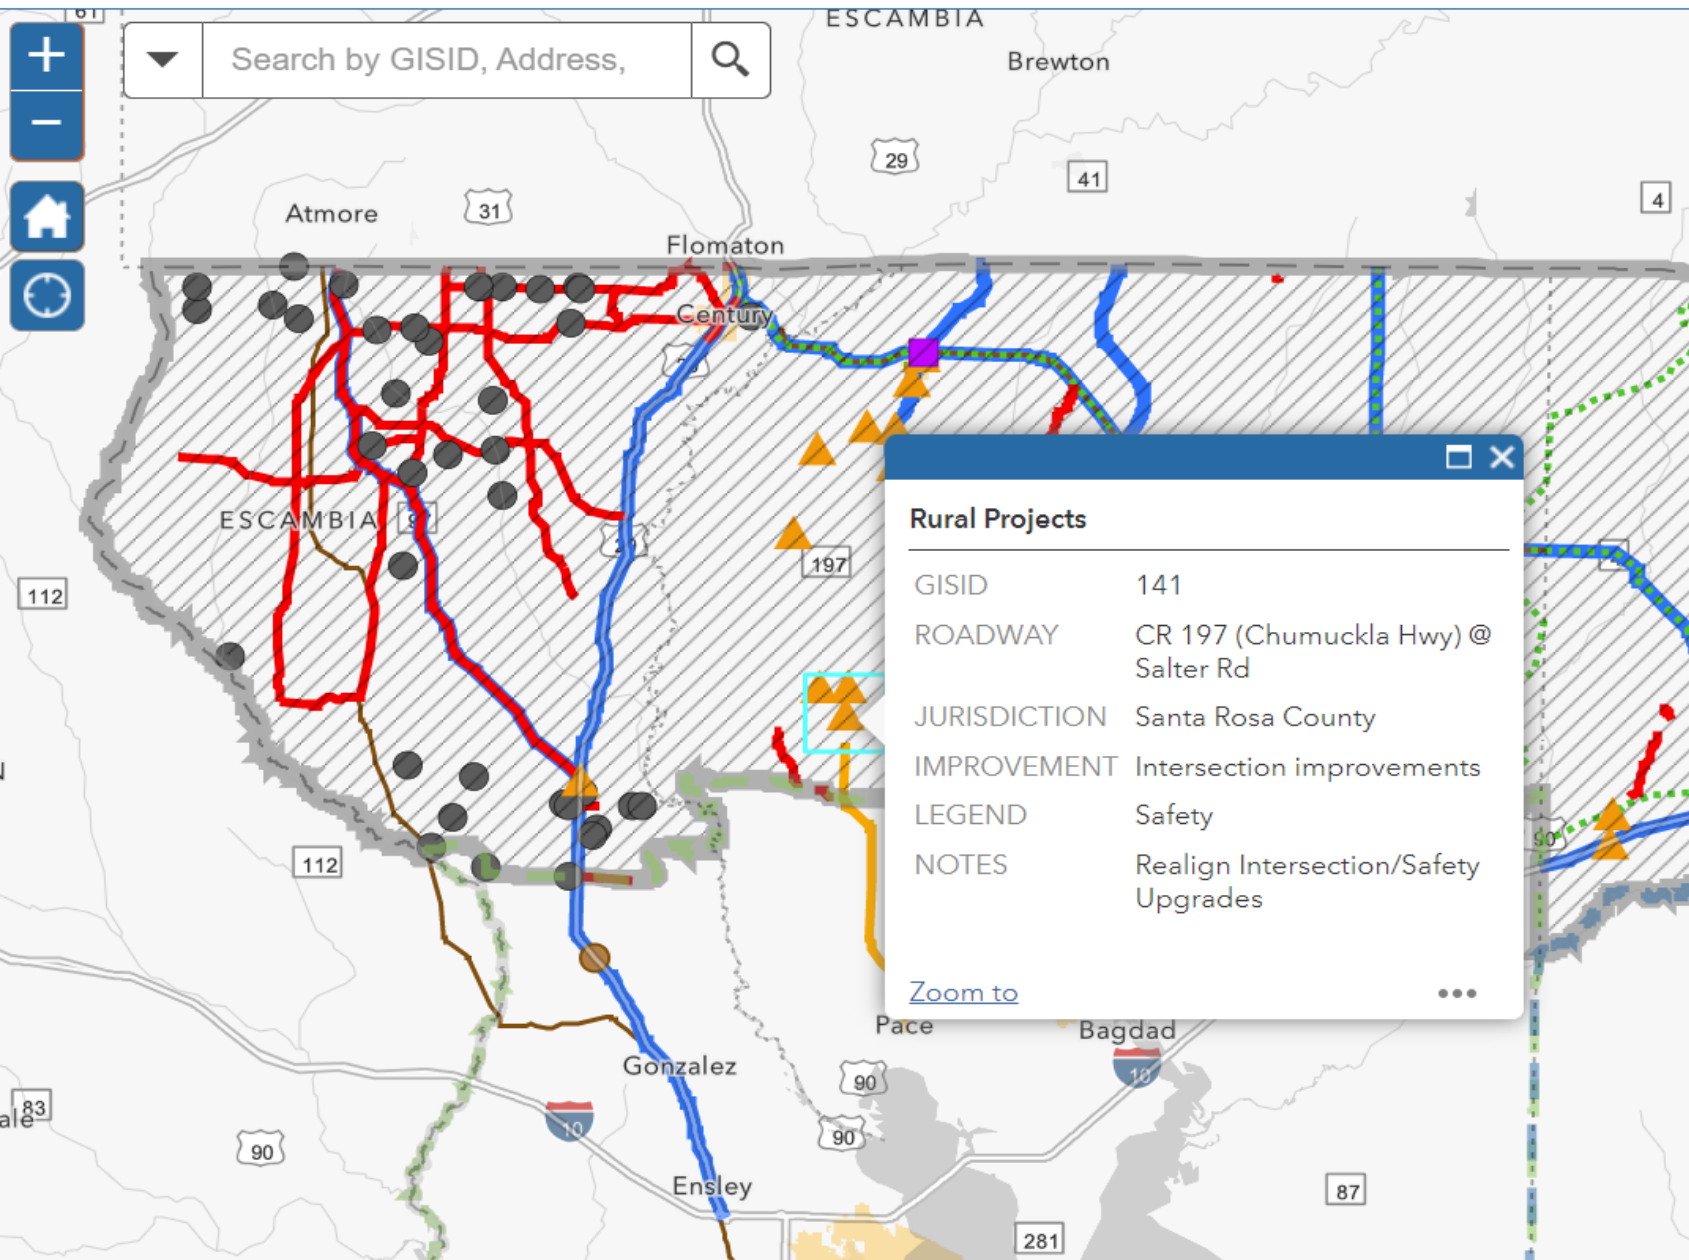 61
ESCAMBIA
Search by GISID, Address,
Brewton
29
41
4
Atmore
31
Flomaton
Century
ESCAMBIA
197
112
Rural Projects
GISID 141
ROADWAY CR 197 (Chumuckla Hwy) @
Salter Rd
JURISDICTION Santa Rosa County
IMPROVEMENT Intersection improvements
LEGEND Safety
NOTES Realign Intersection/Safety
Upgrades
Zoom to
90
112
Pace
Bagdad
Gonzalez
90
10
83
ale
10
90
90
Ensley
87
281